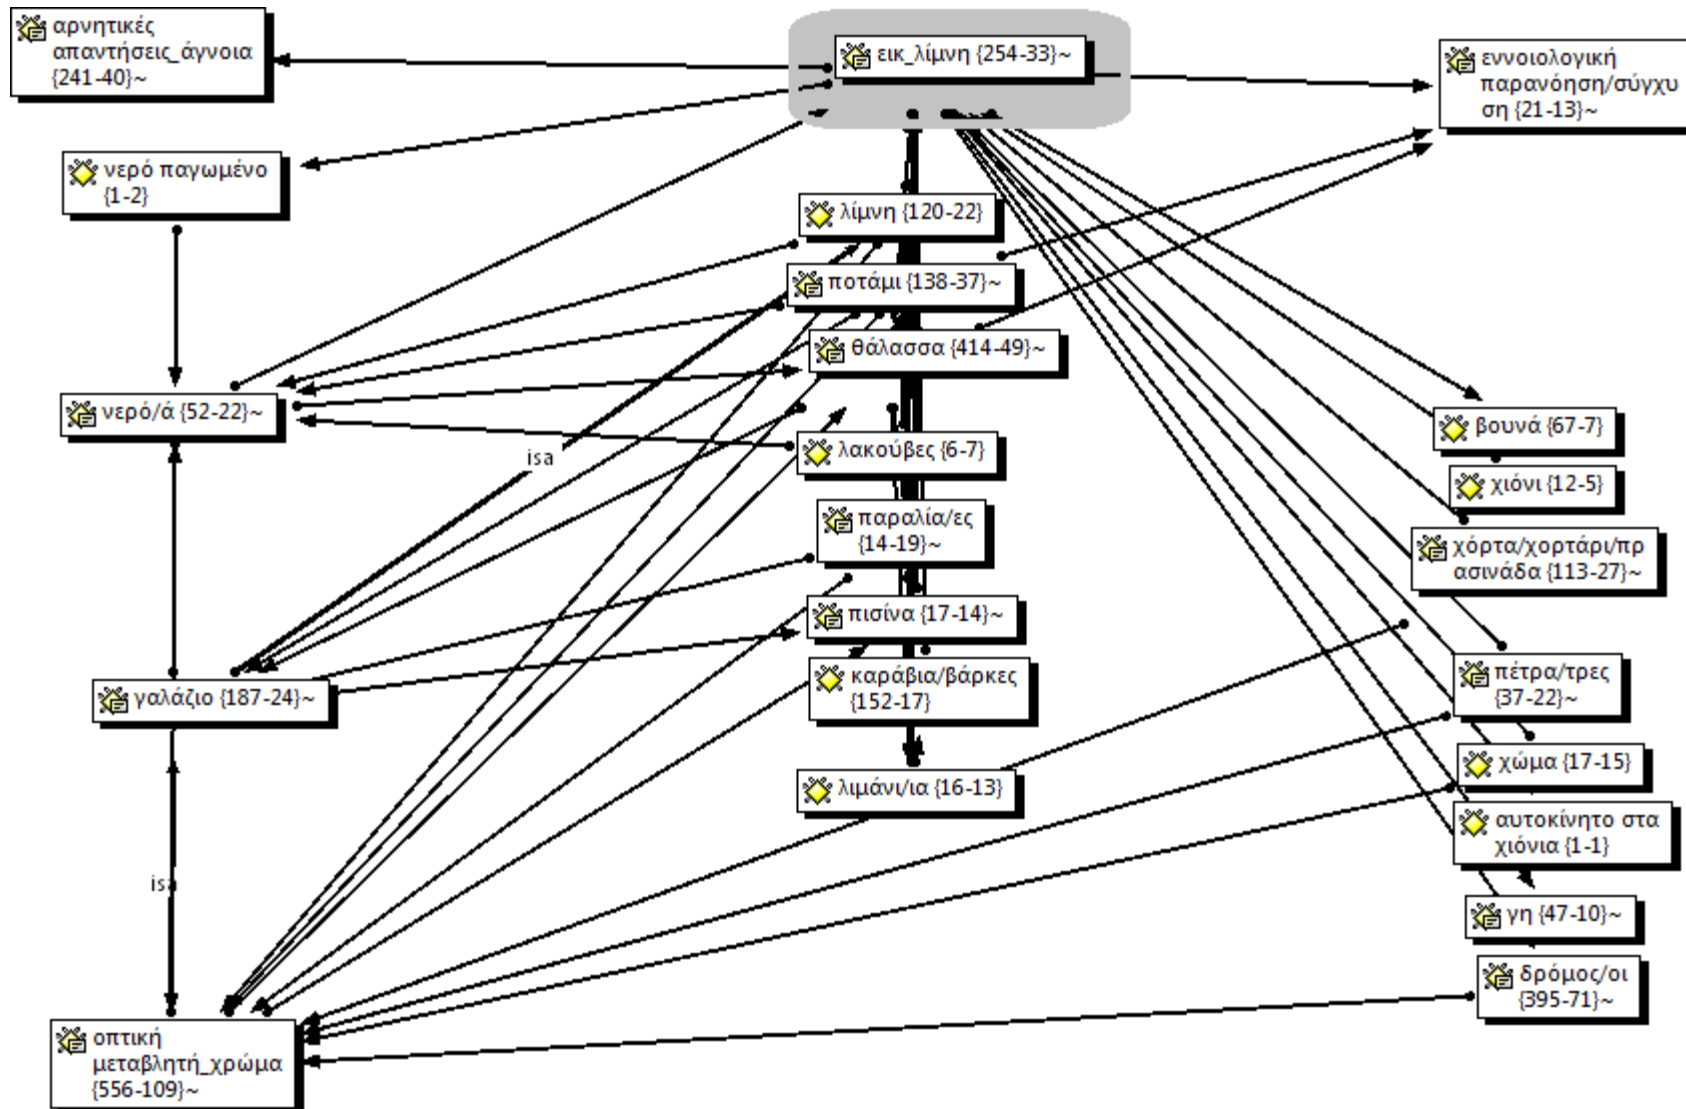 αρνητικές
απαντήσεις_άγνοια
{241-40}~
εικ_λίμνη {254-33}~
εννοιολογική
παρανόηση/σύγχυ
ση {21-13}~
νερό παγωμένο
{1-2}
λίμνη {120-22}
ποτάμι {138-37}~
θάλασσα {414-49}~
νερό/ά {52-22}~
isa
λακούβες {6-7}
βουνά {67-7}
χιόνι {12-5}
παραλία/ες
{14-19}~
χόρτα/χορτάρι/πρ
ασινάδα {113-27}~
πισίνα {17-14}~
γαλάζιο {187-24}~
καράβια/βάρκες
{152-17}
πέτρα/τρες
{37-22}~
λιμάνι/ια {16-13}
χώμα {17-15}
αυτοκίνητο στα
χιόνια {1-1}
isa
γη {47-10}~
δρόμος/οι
{395-71}~
οπτική
μεταβλητή_χρώμα
{556-109}~